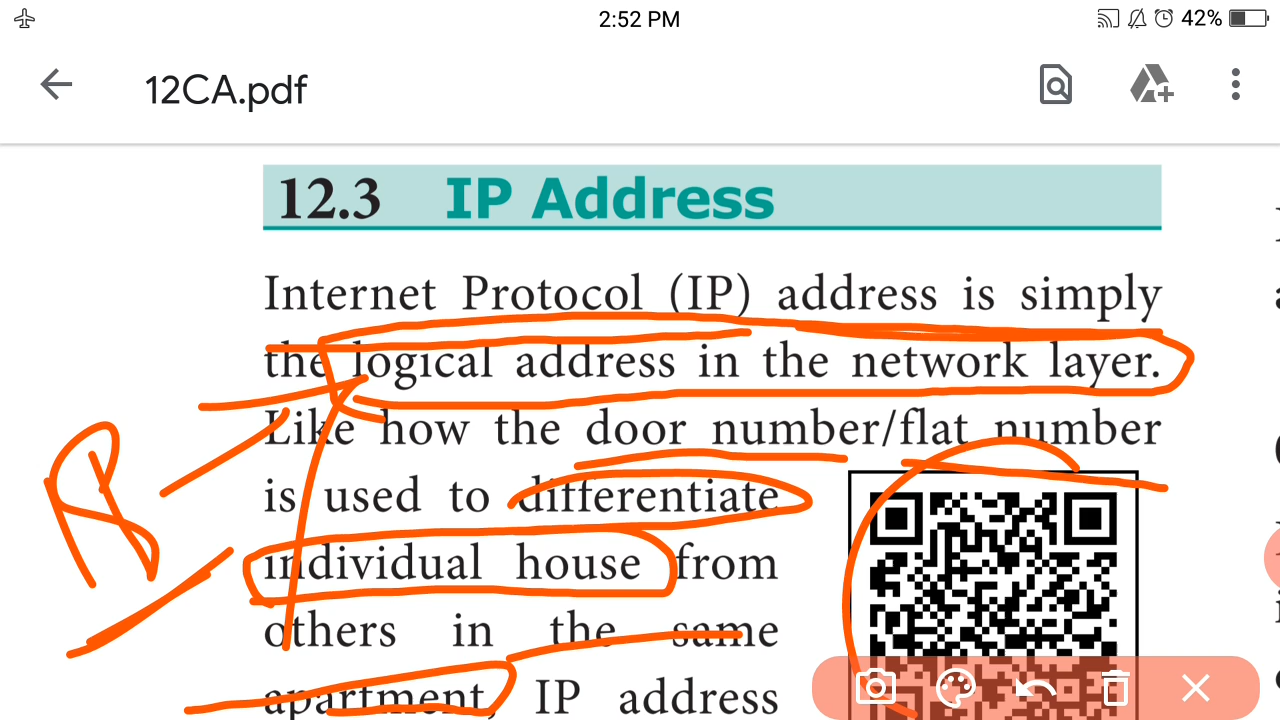 2:52 PM
42%
12CA.pdf
12.3 IP Address
Internet Protocol (IP) address is simply
the logical address in the network layer.
Like how the door number/flat number
is used to differentiate
individual house from
others in the same
apartment, IP address
R